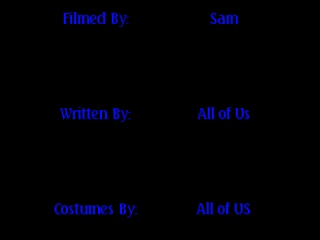 Filmed By: Sam
Written By: All of Us
Costumes By: All of US